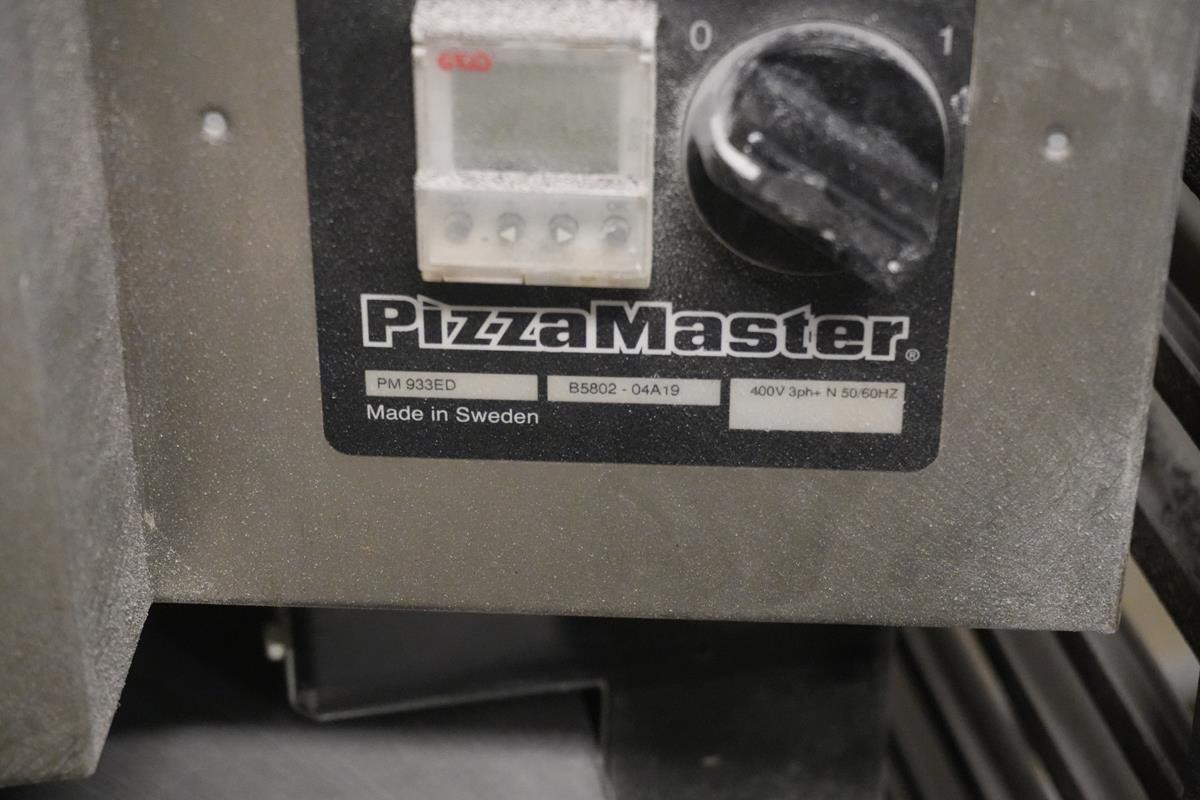 0 1
PizzaMaster®
PM 933ED
B5802 - 04A19
400V 3ph+ N 50/60HZ
Made in Sweden